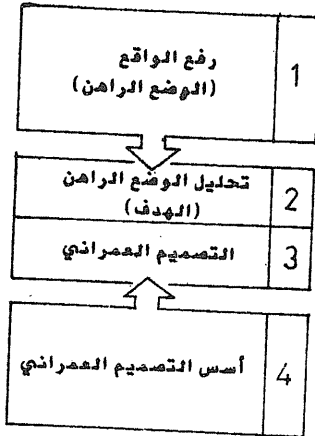 رفع الواقع
(الوضع الراهن)
1
تحليل الوضع الراهن
(الهدف)
2
التصميم العمراني
3
أسس التصميم العمراني
4